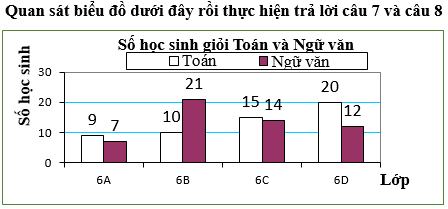 Quan sát biểu đồ dưới đây rồi thực hiện trả lời câu 7 và câu 8
Số học sinh giỏi Toán và Ngữ văn
Toán
Ngữ văn
Số học sinh
30
20
10
0
9
7
10
21
15
14
20
12
6A
6B
6C
6D
Lớp